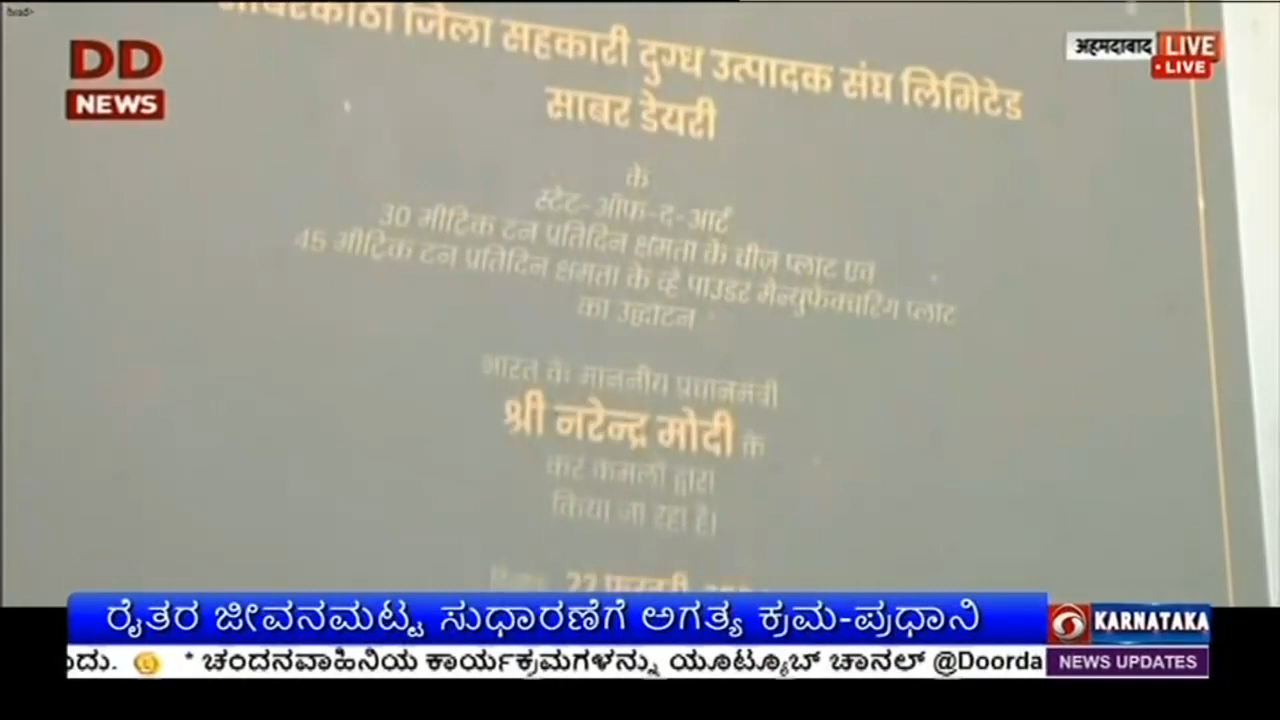 DD
NEWS
अहमदाबाद LIVE
LIVE
साबरकांठा जिला सहकारी दुग्ध उत्पादक संघ लिमिटेड
साबर डेयरी
के
स्टेट-ऑफ-द-आर्ट
30 मीट्रिक टन प्रतिदिन क्षमता के चीज़ प्लांट एवं
45 मीट्रिक टन प्रतिदिन क्षमता के व्हे पाउडर मैन्युफैक्चरिंग प्लांट
का उद्घाटन
भारत के माननीय प्रधानमंत्री
श्री नरेन्द्र मोदी के
कर कमलों द्वारा
किया जा रहा है।
22 फरवरी
ರೈತರ ಜೀವನಮಟ್ಟ ಸುಧಾರಣೆಗೆ ಅಗತ್ಯ ಕ್ರಮ-ಪ್ರಧಾನಿ
KARNATAKA
ಾದು. * ಚಂದನವಾಹಿನಿಯ ಕಾರ್ಯಕ್ರಮಗಳನ್ನು ಯೂಟ್ಯೂಬ್ ಚಾನಲ್ @Doorda
NEWS UPDATES